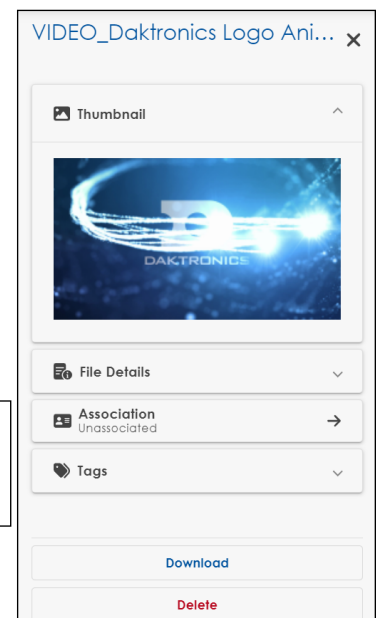 VIDEO_Daktronics Logo Ani...
Thumbnail
DAKTRONICS
File Details
Association
Unassociated
Tags
Download
Delete